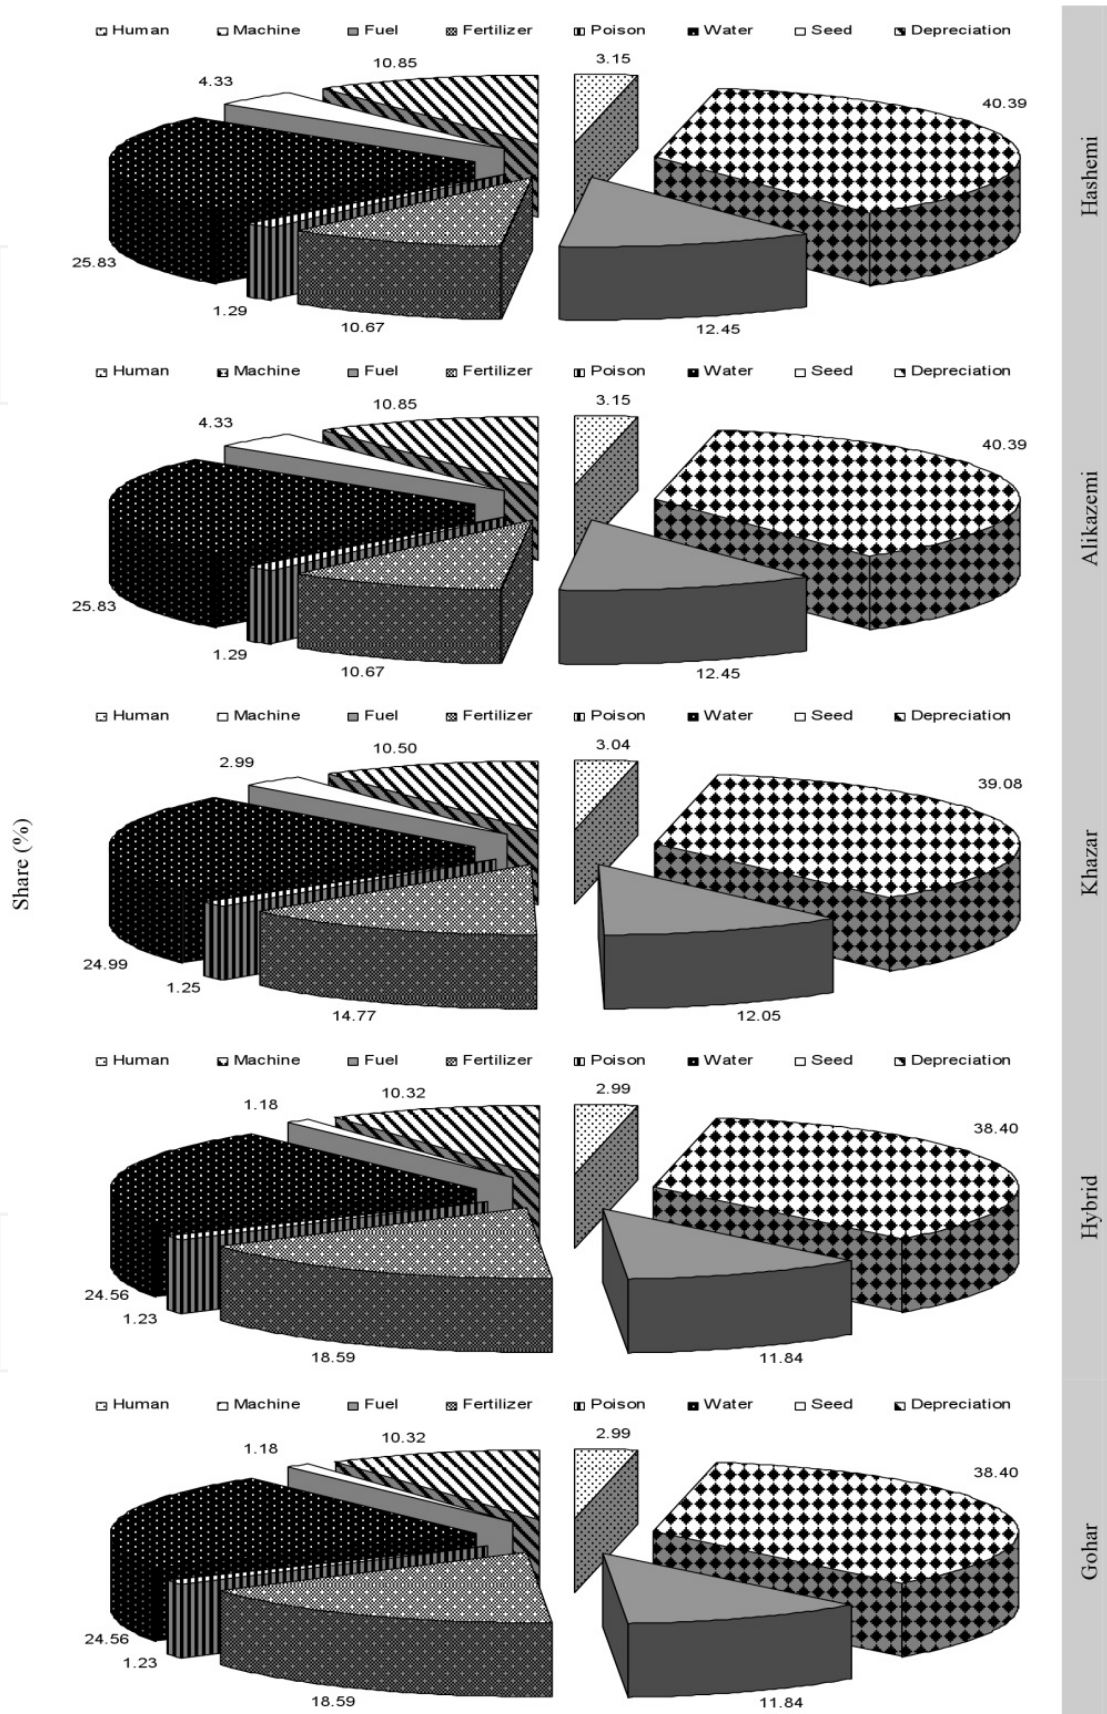 Human Machine Fuel Fertilizer Poison Water Seed Depreciation
10.85 3.15
4.33 40.39
25.83
1.29
10.67 12.45
Hashemi
Human Machine Fuel Fertilizer Poison Water Seed Depreciation
10.85 3.15
4.33 40.39
25.83
1.29
10.67 12.45
Alikazemi
Human Machine Fuel Fertilizer Poison Water Seed Depreciation
10.50 3.04
2.99 39.08
24.99
1.25
14.77 12.05
Khazar
Share (%)
Human Machine Fuel Fertilizer Poison Water Seed Depreciation
10.32 2.99
1.18 38.40
24.56
1.23
18.59 11.84
Hybrid
Human Machine Fuel Fertilizer Poison Water Seed Depreciation
10.32 2.99
1.18 38.40
24.56
1.23
18.59 11.84
Gohar